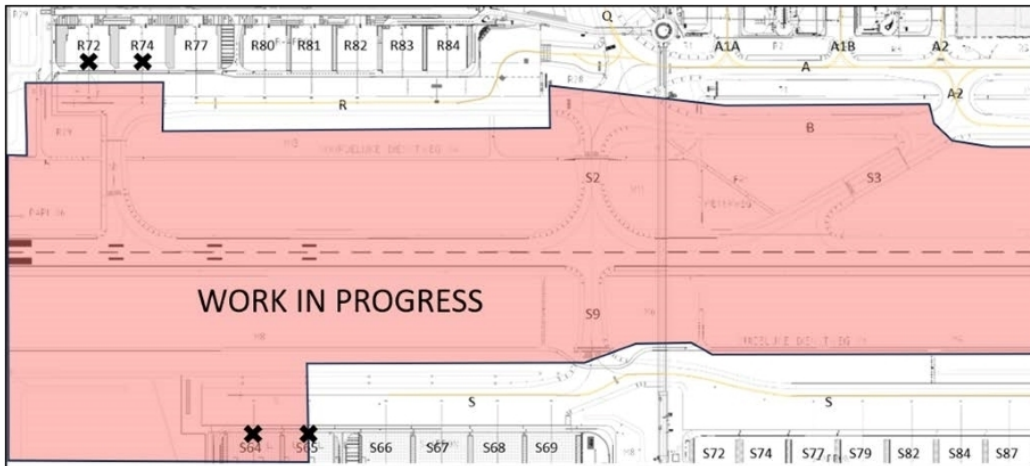 Q
R72 R74 R77 R80 R81 R82 R83 R84 A1A A1B A2
A
R A2
B
S2 S3
WORK IN PROGRESS
S9
S S
S64 S65 S66 S67 S68 S69 S72 S74 S77 S79 S82 S84 S87